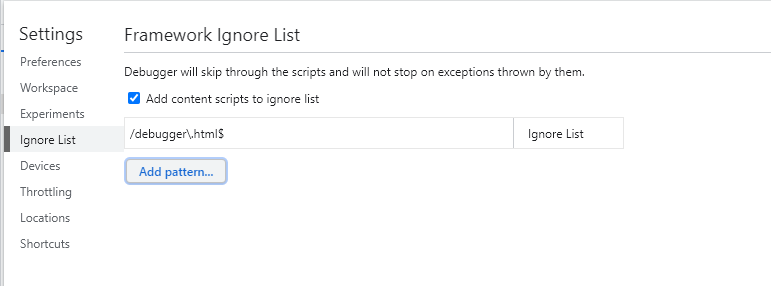 Settings
Preferences
Workspace
Experiments
Ignore List
Devices
Throttling
Locations
Shortcuts
Framework Ignore List
Debugger will skip through the scripts and will not stop on exceptions thrown by them.
Add content scripts to ignore list
/debugger\.html$ Ignore List
Add pattern...